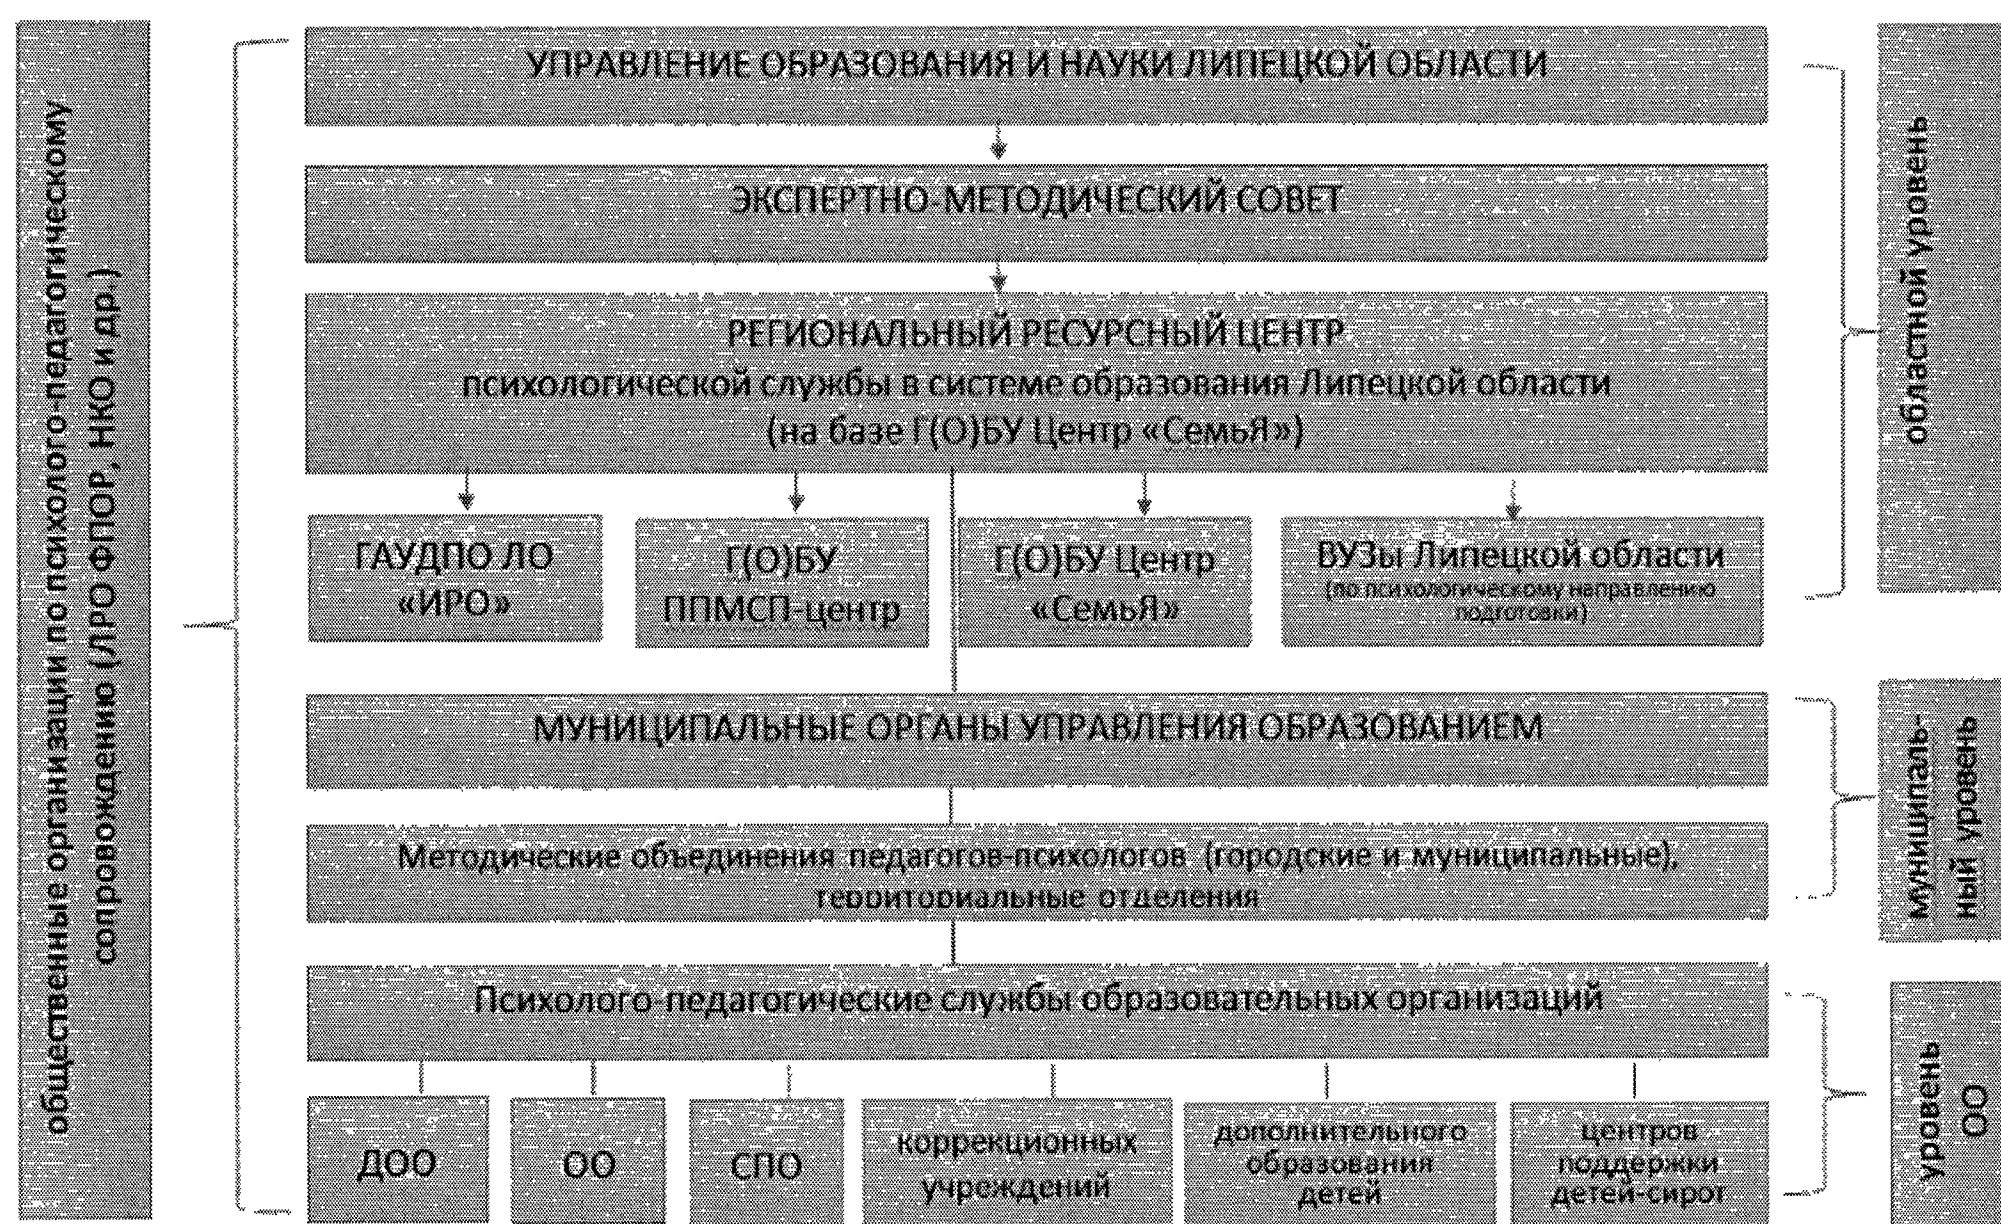 общественные организации по психолого-педагогическому
сопровождению (ЛРО ФПОР, НКО и др.)
УПРАВЛЕНИЕ ОБРАЗОВАНИЯ И НАУКИ ЛИПЕЦКОЙ ОБЛАСТИ
ЭКСПЕРТНО-МЕТОДИЧЕСКИЙ СОВЕТ
РЕГИОНАЛЬНЫЙ РЕСУРСНЫЙ ЦЕНТР
психологической службы в системе образования Липецкой области
(на базе Г(О)БУ Центр «СемьЯ»)
ГАУДПО ЛО
«ИРО»
Г(О)БУ
ППМСП-центр
Г(О)БУ Центр
«СемьЯ»
ВУЗы Липецкой области
(по психологическому направлению
подготовки)
областной уровень
МУНИЦИПАЛЬНЫЕ ОРГАНЫ УПРАВЛЕНИЯ ОБРАЗОВАНИЕМ
Методические объединения педагогов-психологов (городские и муниципальные),
территориальные отделения
муниципаль-
ный уровень
Психолого-педагогические службы образовательных организаций
ДОО
ОО
СПО
коррекционных
учреждений
дополнительного
образования
детей
центров
поддержки
детей-сирот
уровень
ОО